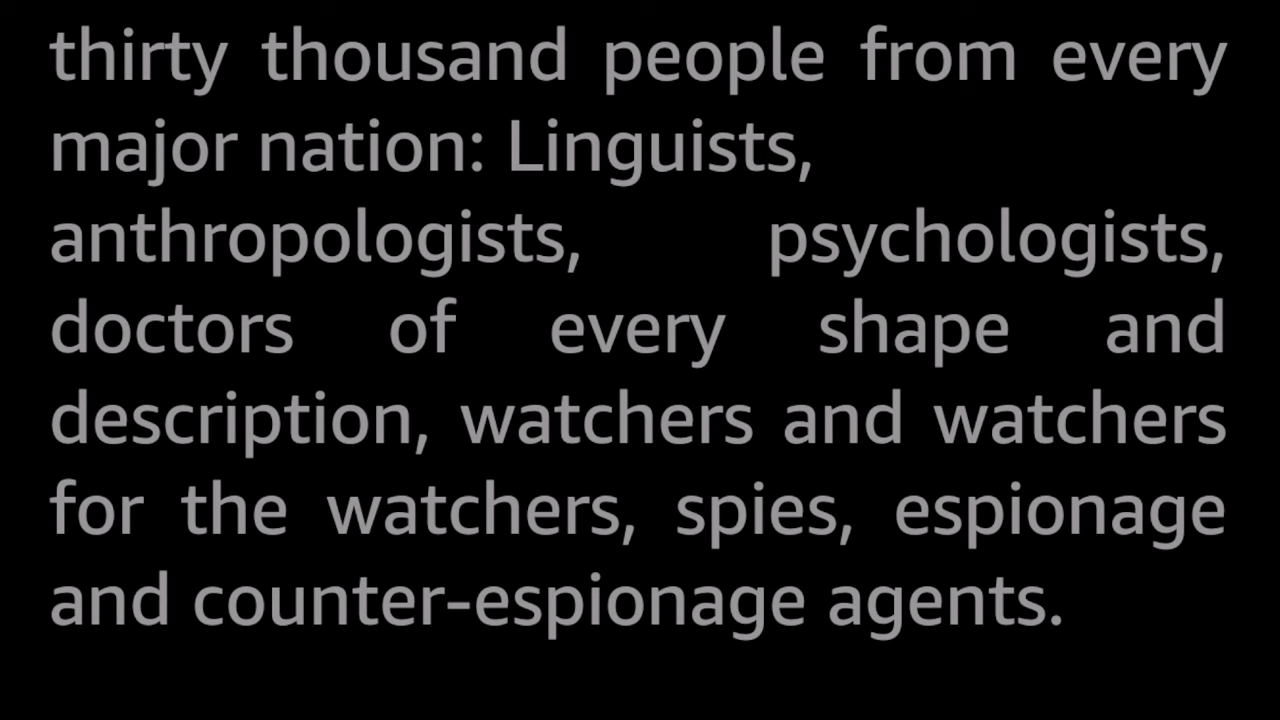 thirty thousand people from every
major nation: Linguists,
anthropologists, psychologists,
doctors of every shape and
description, watchers and watchers
for the watchers, spies, espionage
and counter-espionage agents.